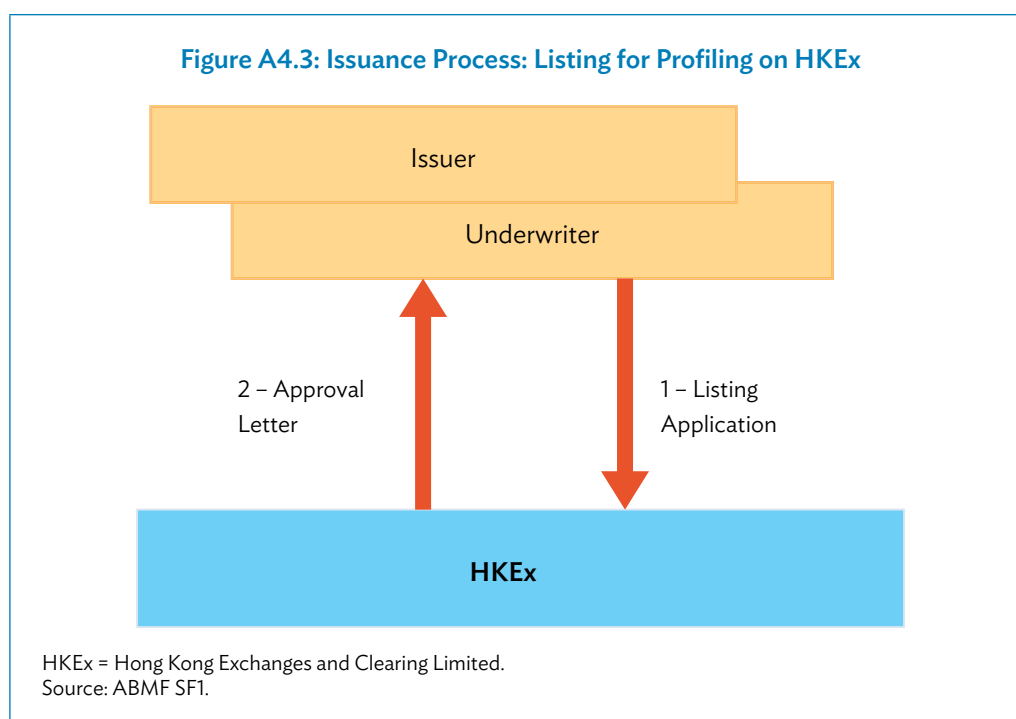 Figure A4.3: Issuance Process: Listing for Profiling on HKEx
Issuer
Underwriter
2 – Approval
Letter
1 – Listing
Application
HKEx
HKEx = Hong Kong Exchanges and Clearing Limited.
Source: ABMF SF1.